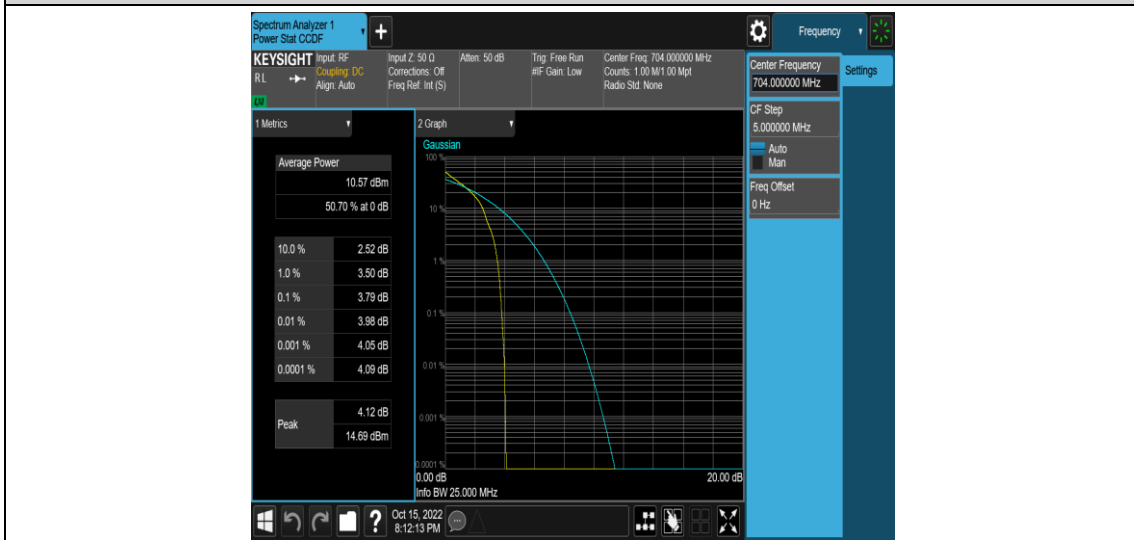 Spectrum Analyzer 1
Power Stat CCDF
+
Frequency
KEYSIGHT
RL
LXI
Input: RF
Coupling: DC
Align: Auto
Input Z: 50 Ω
Corrections: Off
Freq Ref: Int (S)
Atten: 50 dB
Trig: Free Run
#IF Gain: Low
Center Freq: 704.000000 MHz
Counts: 1.00 M/1.00 Mpt
Radio Std: None
Center Frequency
704.000000 MHz
Settings
CF Step
5.000000 MHz
Auto
Man
Freq Offset
0 Hz
1 Metrics
Average Power
10.57 dBm
50.70 % at 0 dB
10.0 % 2.52 dB
1.0 % 3.50 dB
0.1 % 3.79 dB
0.01 % 3.98 dB
0.001 % 4.05 dB
0.0001 % 4.09 dB
Peak
4.12 dB
14.69 dBm
2 Graph
Gaussian
100 %
10 %
1 %
0.1 %
0.01 %
0.001 %
0.0001 %
0.00 dB 20.00 dB
Info BW 25.000 MHz
?
Oct 15, 2022
8:12:13 PM